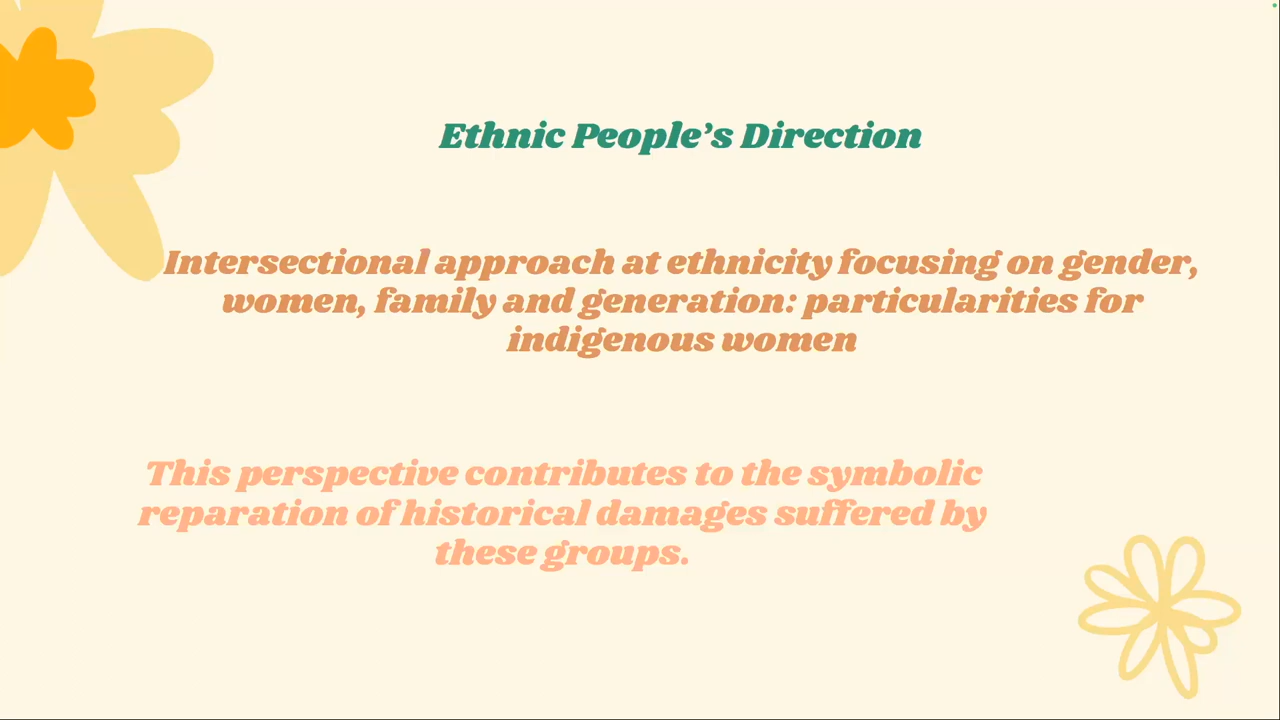 Ethnic People’s Direction
Intersectional approach at ethnicity focusing on gender,
women, family and generation: particularities for
indigenous women
This perspective contributes to the symbolic
reparation of historical damages suffered by
these groups.